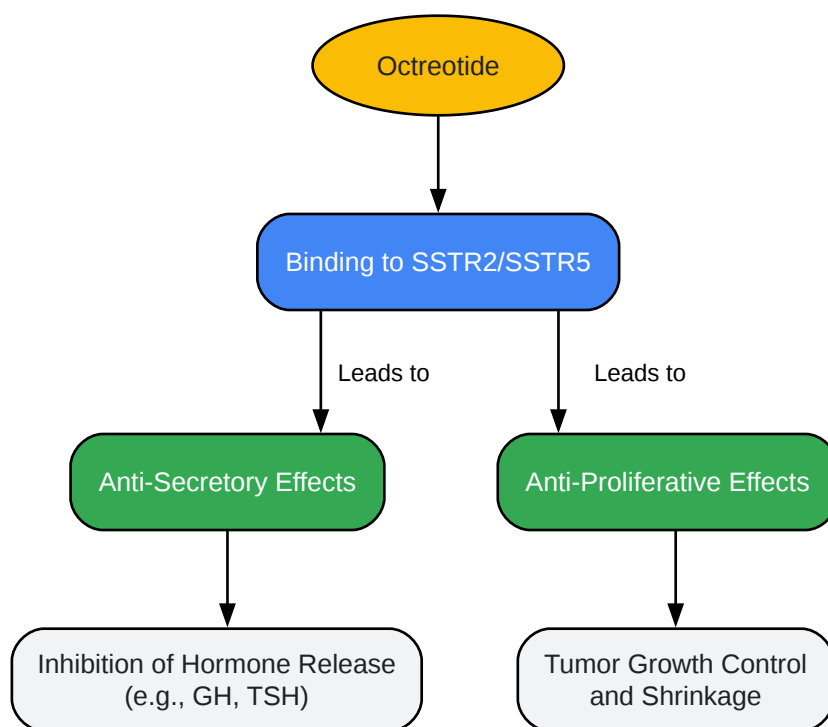 Octreotide
Binding to SSTR2/SSTR5
Leads to
Leads to
Anti-Secretory Effects
Anti-Proliferative Effects
Inhibition of Hormone Release
(e.g., GH, TSH)
Tumor Growth Control
and Shrinkage